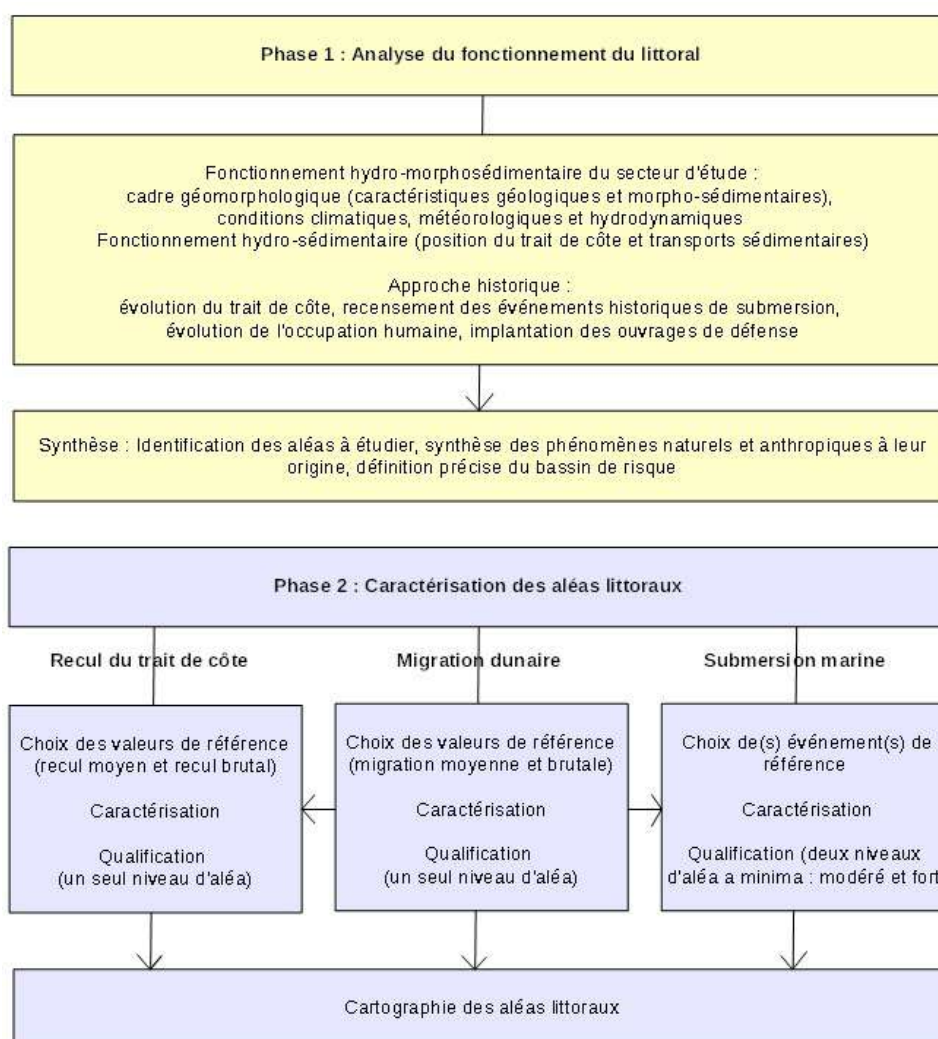 Phase 1 : Analyse du fonctionnement du littoral
Fonctionnement hydro-morphosédimentaire du secteur d'étude :
cadre géomorphologique (caractéristiques géologiques et morpho-sédimentaires),
conditions climatiques, météorologiques et hydrodynamiques
Fonctionnement hydro-sédimentaire (position du trait de côte et transports sédimentaires)
Approche historique :
évolution du trait de côte, recensement des événements historiques de submersion,
évolution de l'occupation humaine, implantation des ouvrages de défense
Synthèse : Identification des aléas à étudier, synthèse des phénomènes naturels et anthropiques à leur
origine, définition précise du bassin de risque
Phase 2 : Caractérisation des aléas littoraux
Recul du trait de côte
Choix des valeurs de référence
(recul moyen et recul brutal)
Caractérisation
Qualification
(un seul niveau d'aléa)
Migration dunaire
Choix des valeurs de référence
(migration moyenne et brutale)
Caractérisation
Qualification
(un seul niveau d'aléa)
Submersion marine
Choix de(s) événement(s) de
référence
Caractérisation
Qualification (deux niveaux
d'aléa a minima : modéré et fort
Cartographie des aléas littoraux